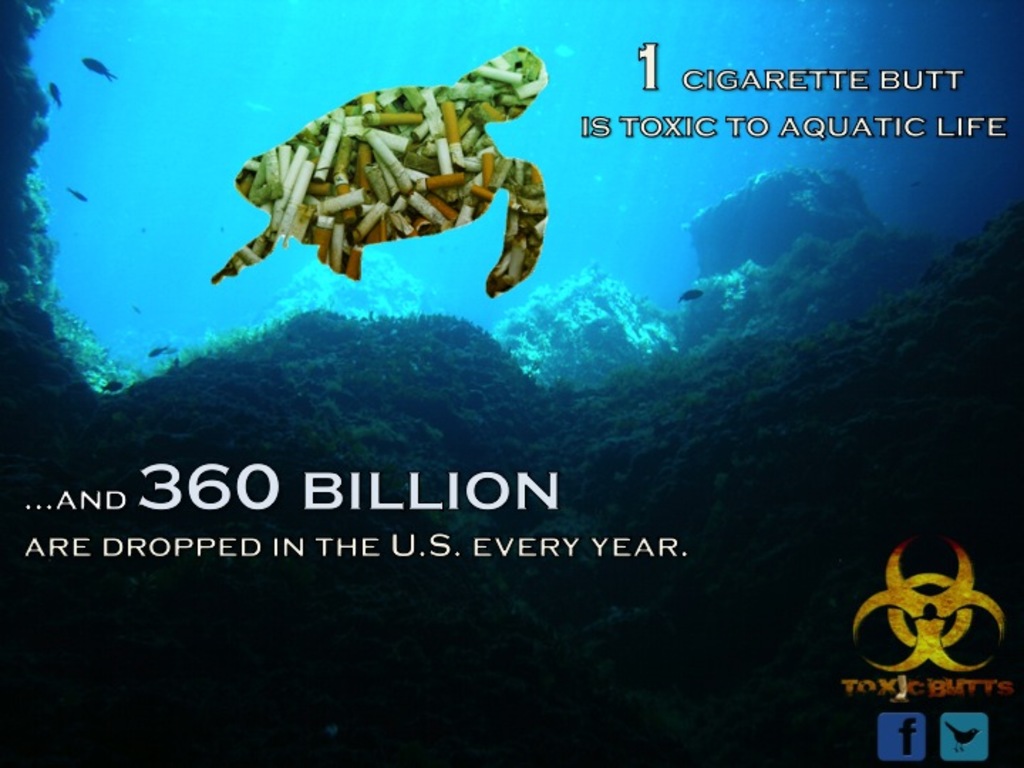 1 CIGARETTE BUTT
IS TOXIC TO AQUATIC LIFE
...AND 360 BILLION
ARE DROPPED IN THE U.S. EVERY YEAR.
TOXIC BUTTS
f